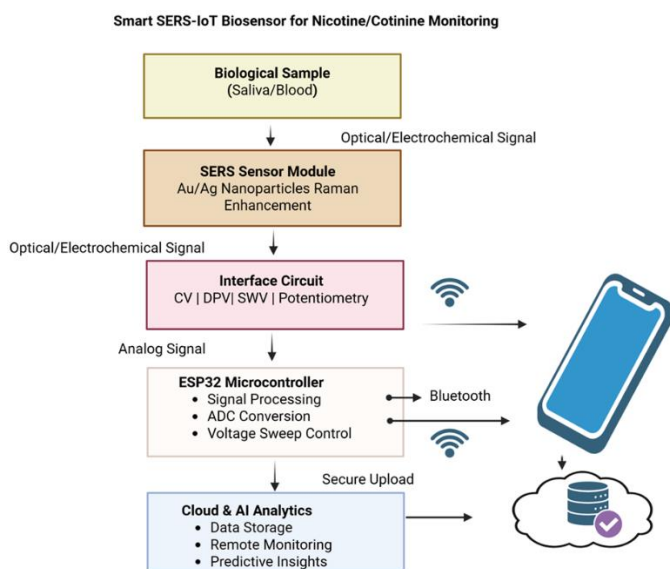 Smart SERS-IoT Biosensor for Nicotine/Cotinine Monitoring
Biological Sample
(Saliva/Blood)
Optical/Electrochemical Signal
SERS Sensor Module
Au/Ag Nanoparticles Raman
Enhancement
Optical/Electrochemical Signal
Interface Circuit
CV | DPV| SWV | Potentiometry
Analog Signal
ESP32 Microcontroller
• Signal Processing
• ADC Conversion
• Voltage Sweep Control
Bluetooth
Secure Upload
Cloud & AI Analytics
• Data Storage
• Remote Monitoring
• Predictive Insights